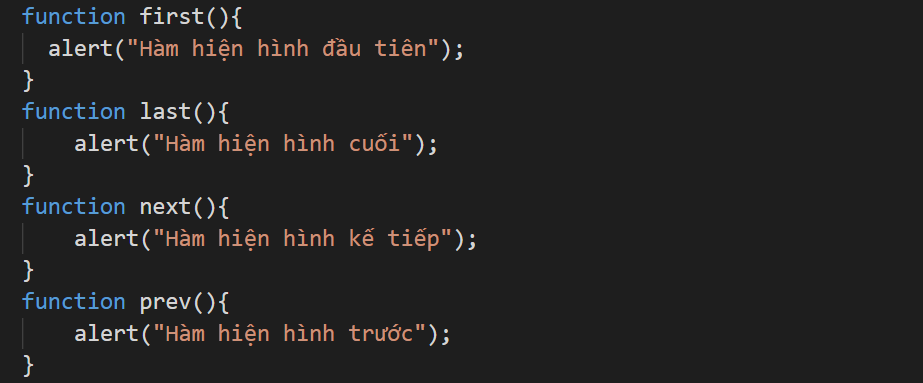 function first(){
  alert("Hàm hiện hình đầu tiên");
}
function last(){
    alert("Hàm hiện hình cuối");
}
function next(){
    alert("Hàm hiện hình kế tiếp");
}
function prev(){
    alert("Hàm hiện hình trước");
}